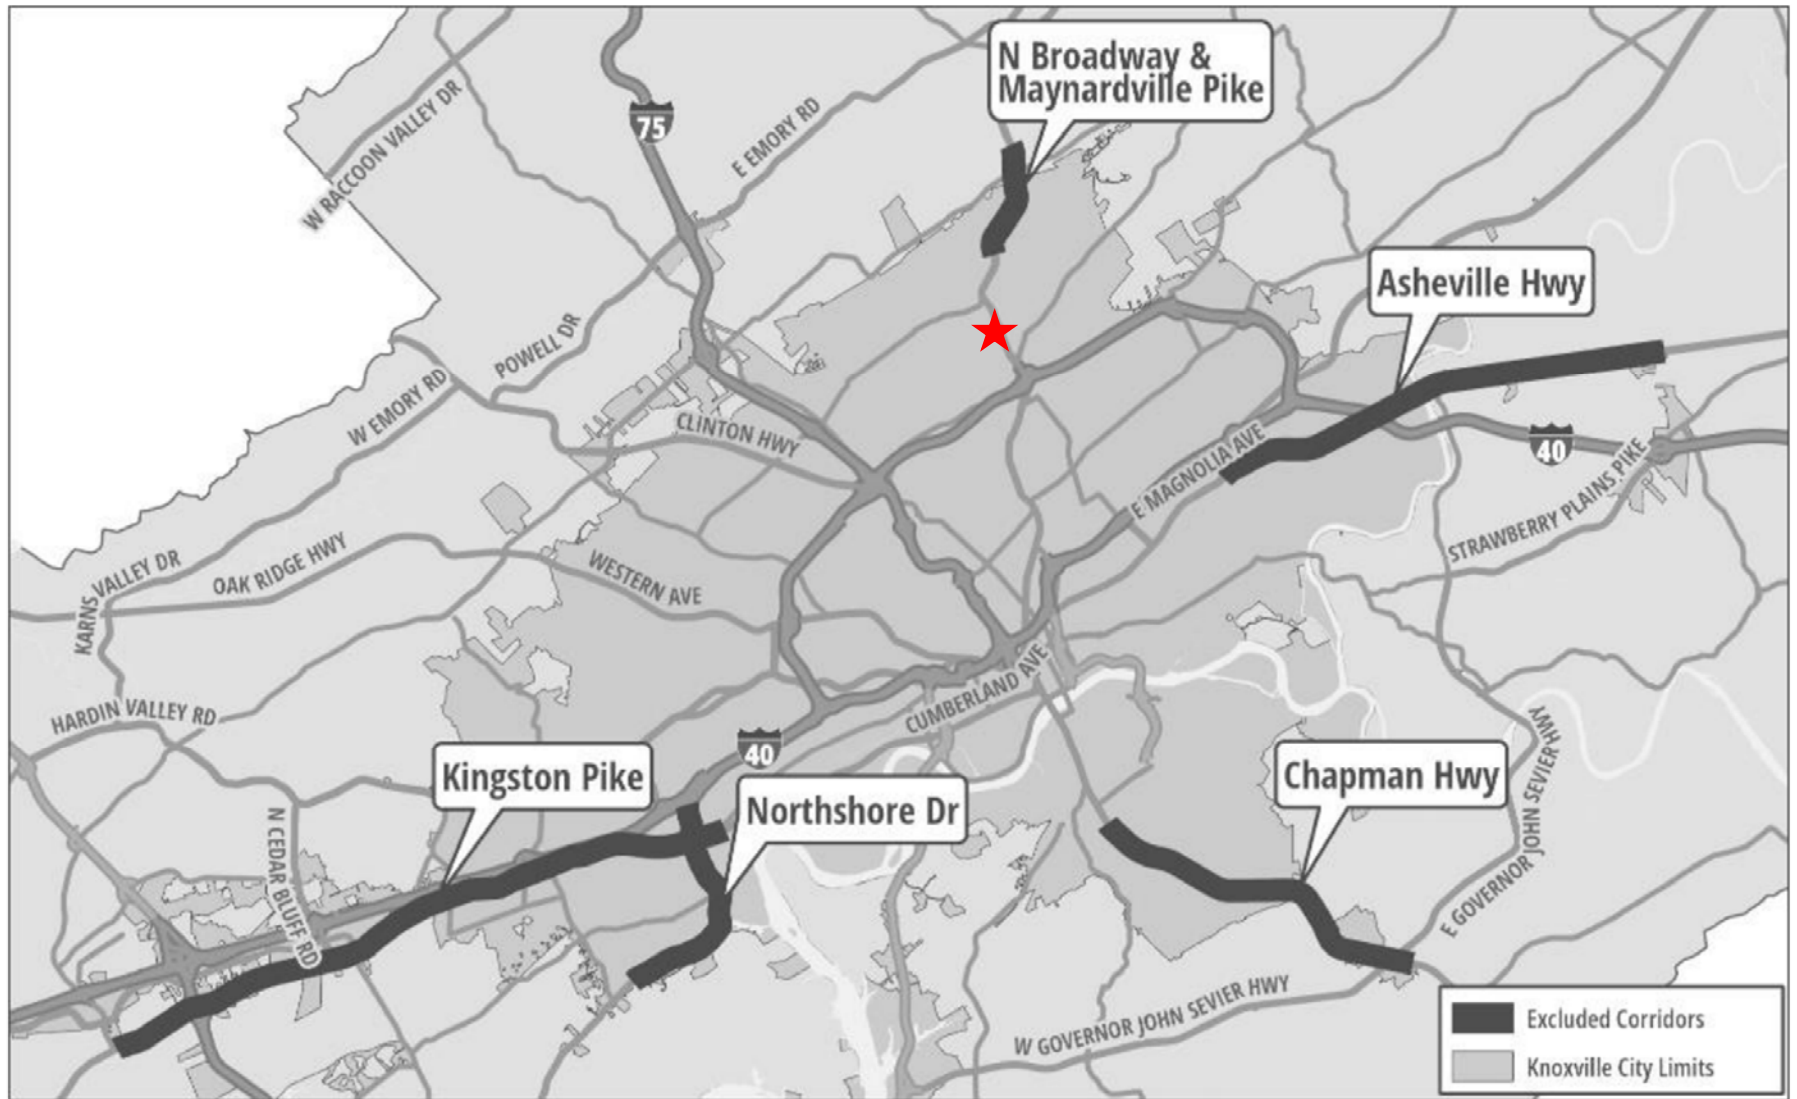 N Broadway &
Maynardville Pike
75
E EMORY RD
W RACCOON VALLEY DR
Asheville Hwy
POWELL DR
W EMORY RD
CLINTON HWY
E MAGNOLIA AVE
40
STRAWBERRY PLAINS PIKE
KARNS VALLEY DR
OAK RIDGE HWY
WESTERN AVE
CUMBERLAND AVE
HARDIN VALLEY RD
40
Kingston Pike
Northshore Dr
Chapman Hwy
N CEDAR BLUFF RD
E GOVERNOR JOHN SEVIER HWY
W GOVERNOR JOHN SEVIER HWY
Excluded Corridors
Knoxville City Limits